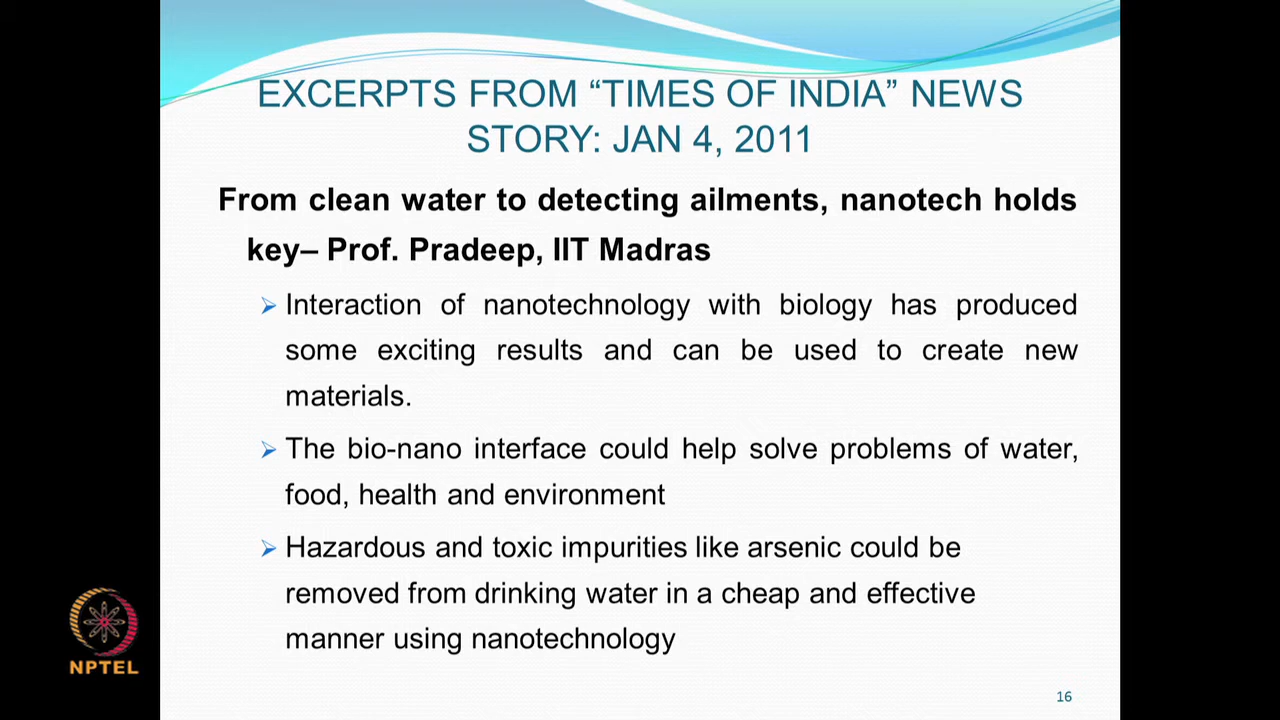 EXCERPTS FROM “TIMES OF INDIA” NEWS
STORY: JAN 4, 2011
From clean water to detecting ailments, nanotech holds
key– Prof. Pradeep, IIT Madras
Interaction of nanotechnology with biology has produced
some exciting results and can be used to create new
materials.
The bio-nano interface could help solve problems of water,
food, health and environment
Hazardous and toxic impurities like arsenic could be
removed from drinking water in a cheap and effective
manner using nanotechnology
NPTEL
16